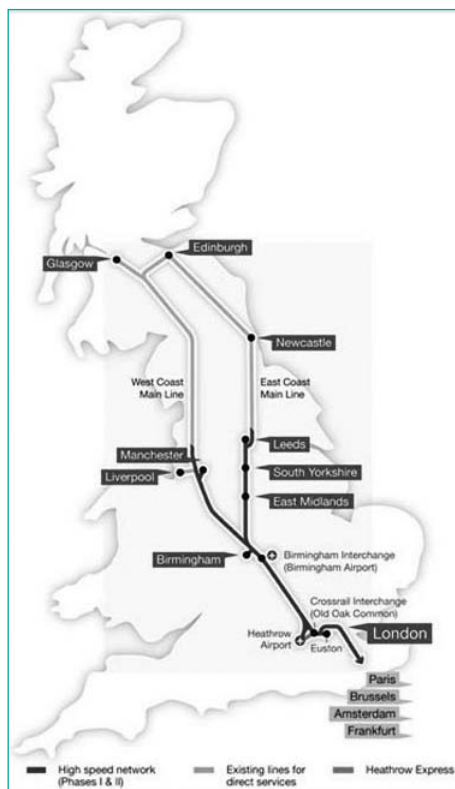 Edinburgh
Glasgow
Newcastle
West Coast
Main Line
East Coast
Main Line
Leeds
Manchester
South Yorkshire
Liverpool
East Midlands
Birmingham
Birmingham Interchange
(Birmingham Airport)
Crossrail Interchange
(Old Oak Common)
London
Heathrow
Airport
Euston
Paris
Brussels
Amsterdam
Frankfurt
High speed network
(Phases I & II)
Existing lines for
direct services
Heathrow Express